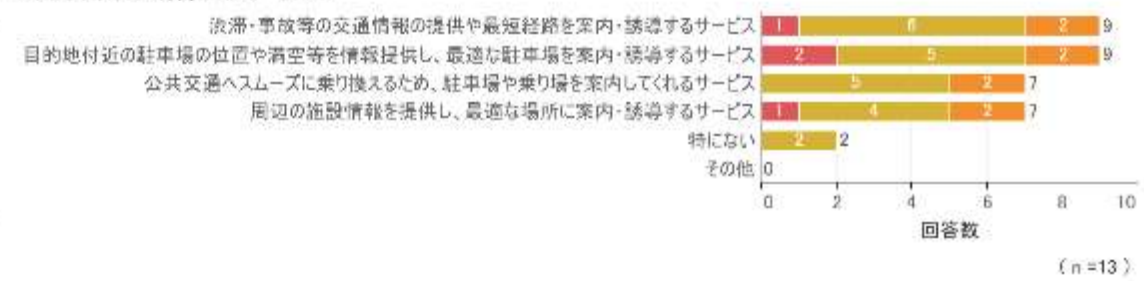 渋滞・事故等の交通情報の提供や最短経路を案内・誘導するサービス 1 6 2 9
目的地付近の駐車場の位置や満空等を情報提供し、最適な駐車場を案内・誘導するサービス 2 5 2 9
公共交通へスムーズに乗り換えるため、駐車場や乗り場を案内してくれるサービス 5 2 7
周辺の施設情報を提供し、最適な場所に案内・誘導するサービス 1 4 2 7
特にない 2 2
その他 0
0 2 4 6 8 10
回答数
(n=13)